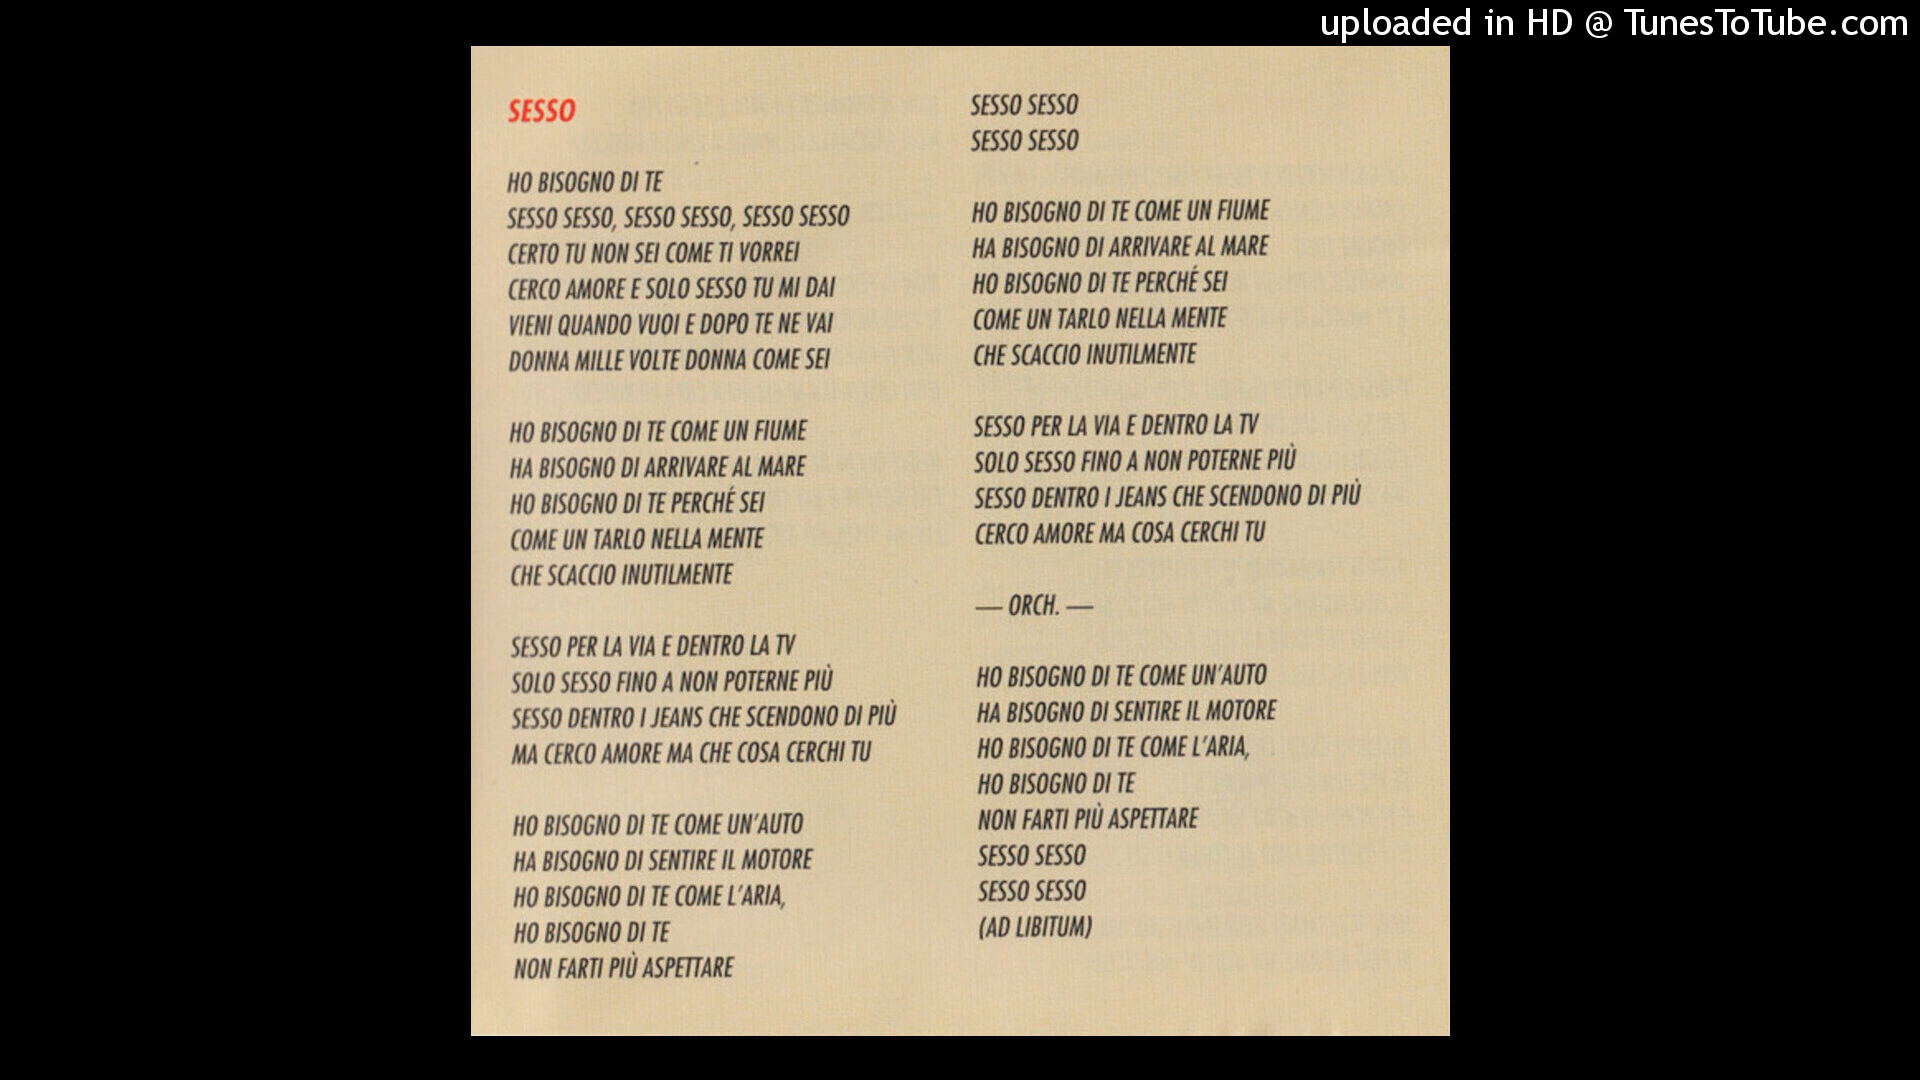 uploaded in HD @ TunesToTube.com
SESSO
HO BISOGNO DI TE
SESSO SESSO, SESSO SESSO, SESSO SESSO
CERTO TU NON SEI COME TI VORREI
CERCO AMORE E SOLO SESSO TU MI DAI
VIENI QUANDO VUOI E DOPO TE NE VAI
DONNA MILLE VOLTE DONNA COME SEI
HO BISOGNO DI TE COME UN FIUME
HA BISOGNO DI ARRIVARE AL MARE
HO BISOGNO DI TE PERCHÉ SEI
COME UN TARLO NELLA MENTE
CHE SCACCIO INUTILMENTE
SESSO PER LA VIA E DENTRO LA TV
SOLO SESSO FINO A NON POTERNE PIÙ
SESSO DENTRO I JEANS CHE SCENDONO DI PIÙ
MA CERCO AMORE MA CHE COSA CERCHI TU
HO BISOGNO DI TE COME UN'AUTO
HA BISOGNO DI SENTIRE IL MOTORE
HO BISOGNO DI TE COME L'ARIA,
HO BISOGNO DI TE
NON FARTI PIÙ ASPETTARE
SESSO SESSO
SESSO SESSO
HO BISOGNO DI TE COME UN FIUME
HA BISOGNO DI ARRIVARE AL MARE
HO BISOGNO DI TE PERCHÉ SEI
COME UN TARLO NELLA MENTE
CHE SCACCIO INUTILMENTE
SESSO PER LA VIA E DENTRO LA TV
SOLO SESSO FINO A NON POTERNE PIÙ
SESSO DENTRO I JEANS CHE SCENDONO DI PIÙ
CERCO AMORE MA COSA CERCHI TU
— ORCH. —
HO BISOGNO DI TE COME UN'AUTO
HA BISOGNO DI SENTIRE IL MOTORE
HO BISOGNO DI TE COME L'ARIA,
HO BISOGNO DI TE
NON FARTI PIÙ ASPETTARE
SESSO SESSO
SESSO SESSO
(AD LIBITUM)